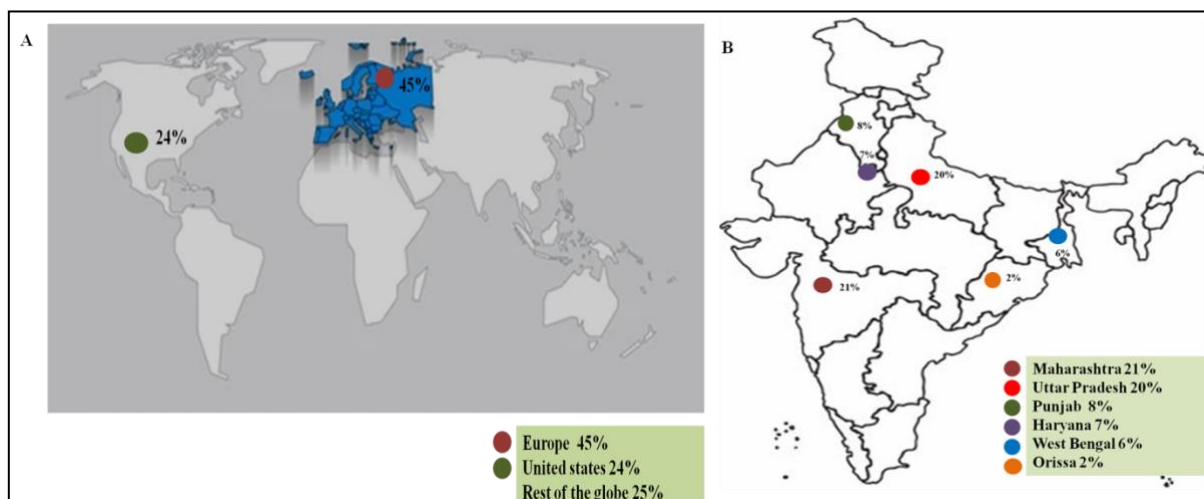 A
45%
24%
Europe 45%
United states 24%
Rest of the globe 25%
B
8%
7%
20%
6%
2%
21%
Maharashtra 21%
Uttar Pradesh 20%
Punjab 8%
Haryana 7%
West Bengal 6%
Orissa 2%